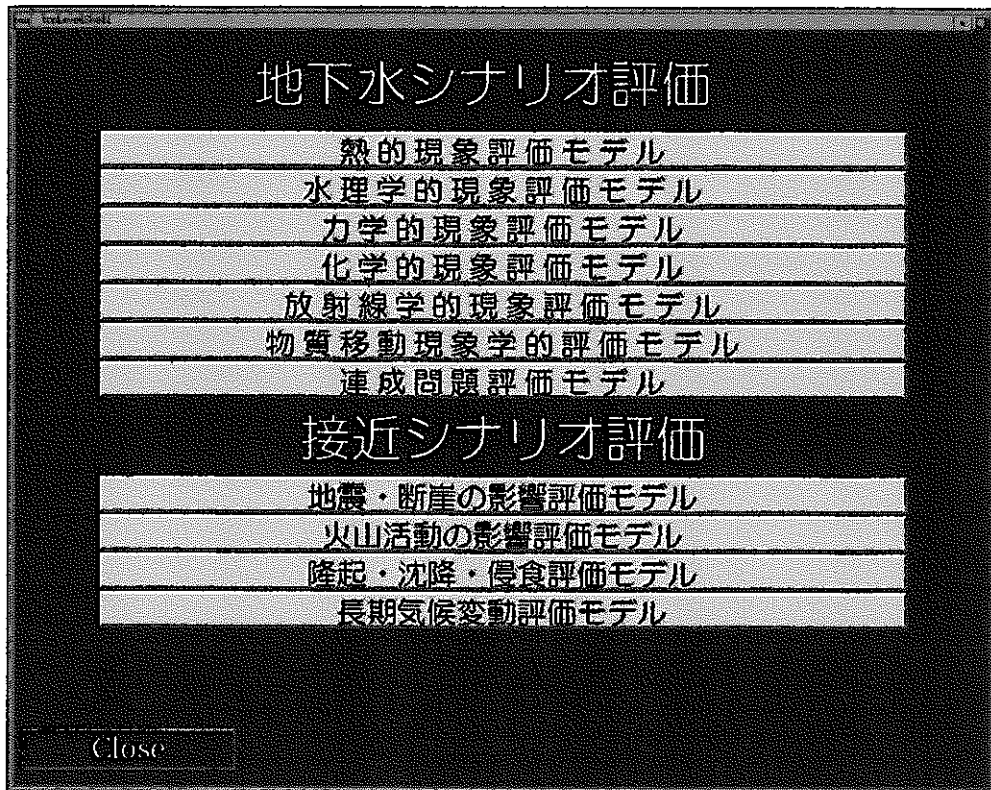 地下水シナリオ評価
熱的現象評価モデル
水理学的現象評価モデル
力学的現象評価モデル
化学的現象評価モデル
放射線学的現象評価モデル
物質移動現象学的評価モデル
連成問題評価モデル
接近シナリオ評価
地震・断崖の影響評価モデル
火山活動の影響評価モデル
隆起・沈降・侵食評価モデル
長期気候変動評価モデル
Close